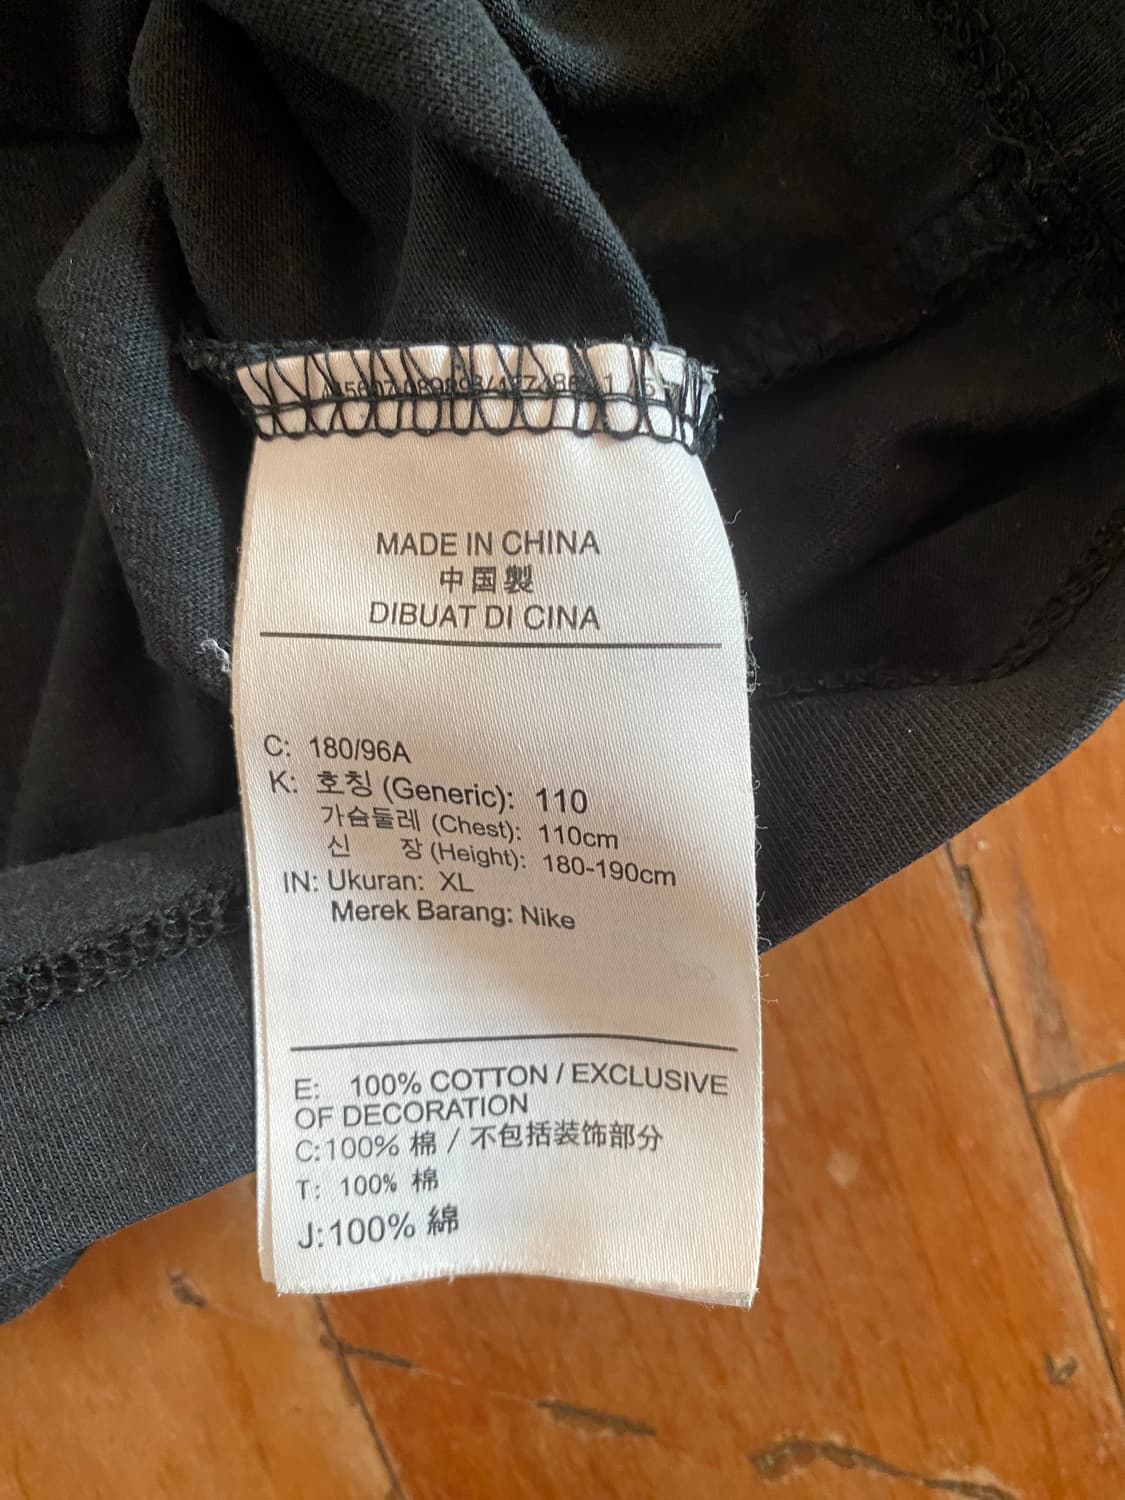 MADE IN CHINA
中国製
DIBUAT DI CINA
C: 180/96A
K: 호칭 (Generic): 110
가슴둘레 (Chest): 110cm
신 장 (Height): 180-190cm
IN: Ukuran: XL
Merek Barang: Nike
E: 100% COTTON / EXCLUSIVE
OF DECORATION
C:100% 棉 / 不包括装饰部分
T: 100% 棉
J:100% 綿